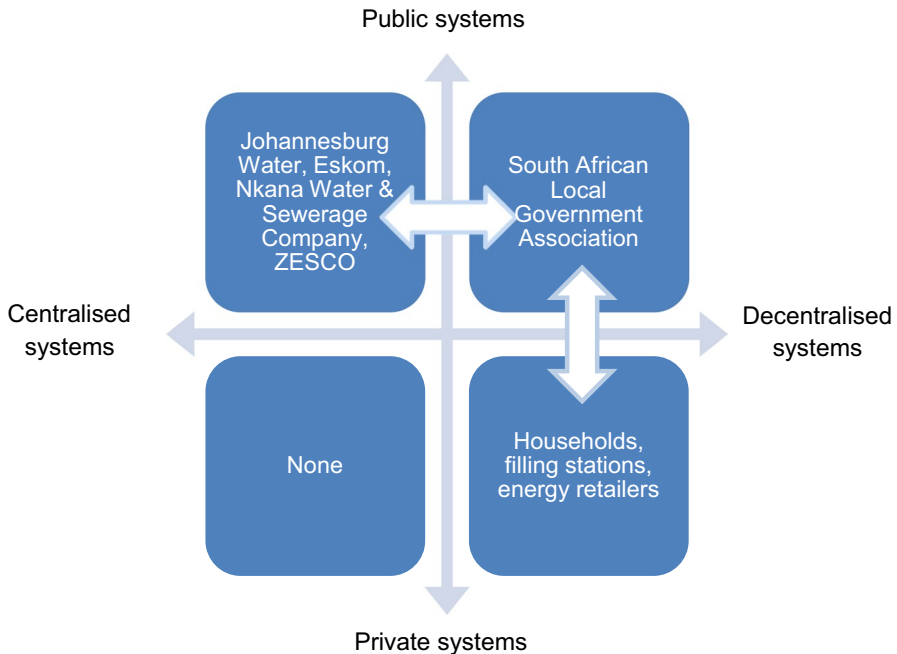 Public systems
Johannesburg
Water, Eskom,
Nkana Water &
Sewerage
Company,
ZESCO
South African
Local
Government
Association
Centralised
systems
Decentralised
systems
None
Households,
filling stations,
energy retailers
Private systems